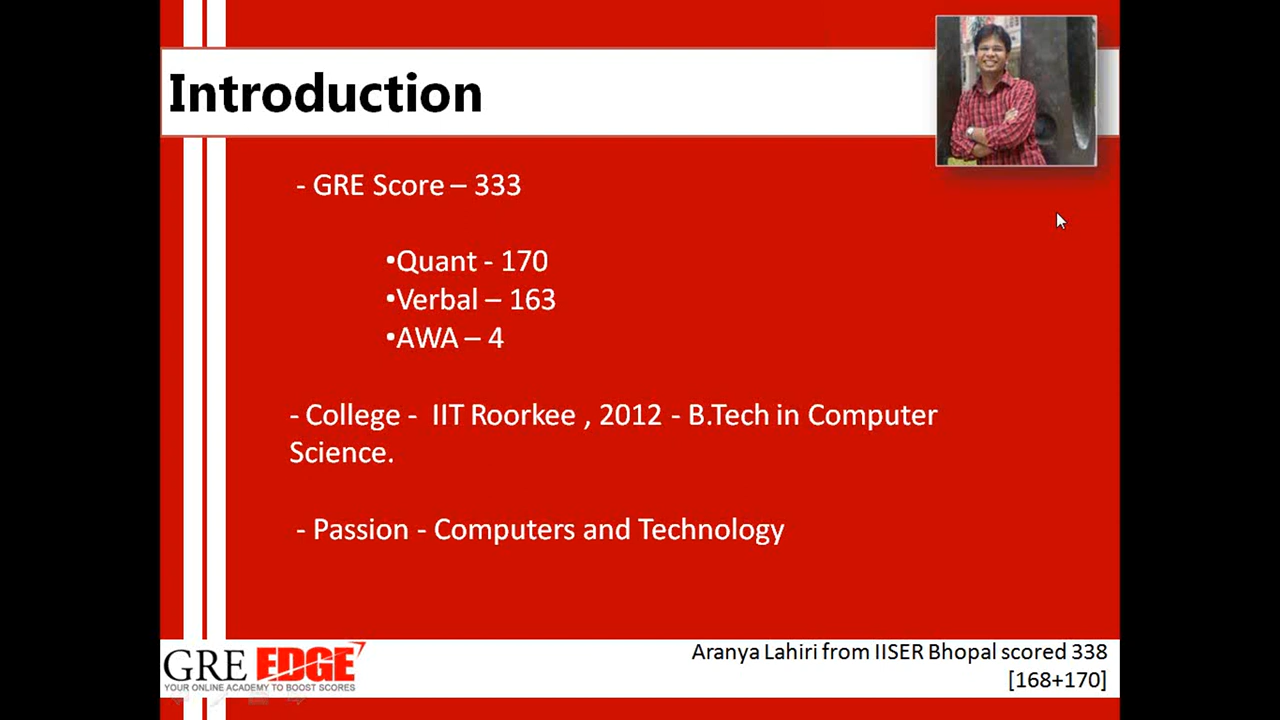 Introduction
- GRE Score – 333
•Quant - 170
•Verbal – 163
•AWA – 4
- College - IIT Roorkee , 2012 - B.Tech in Computer
Science.
- Passion - Computers and Technology
GRE EDGE
YOUR ONLINE ACADEMY TO BOOST SCORES
Aranya Lahiri from IISER Bhopal scored 338
[168+170]